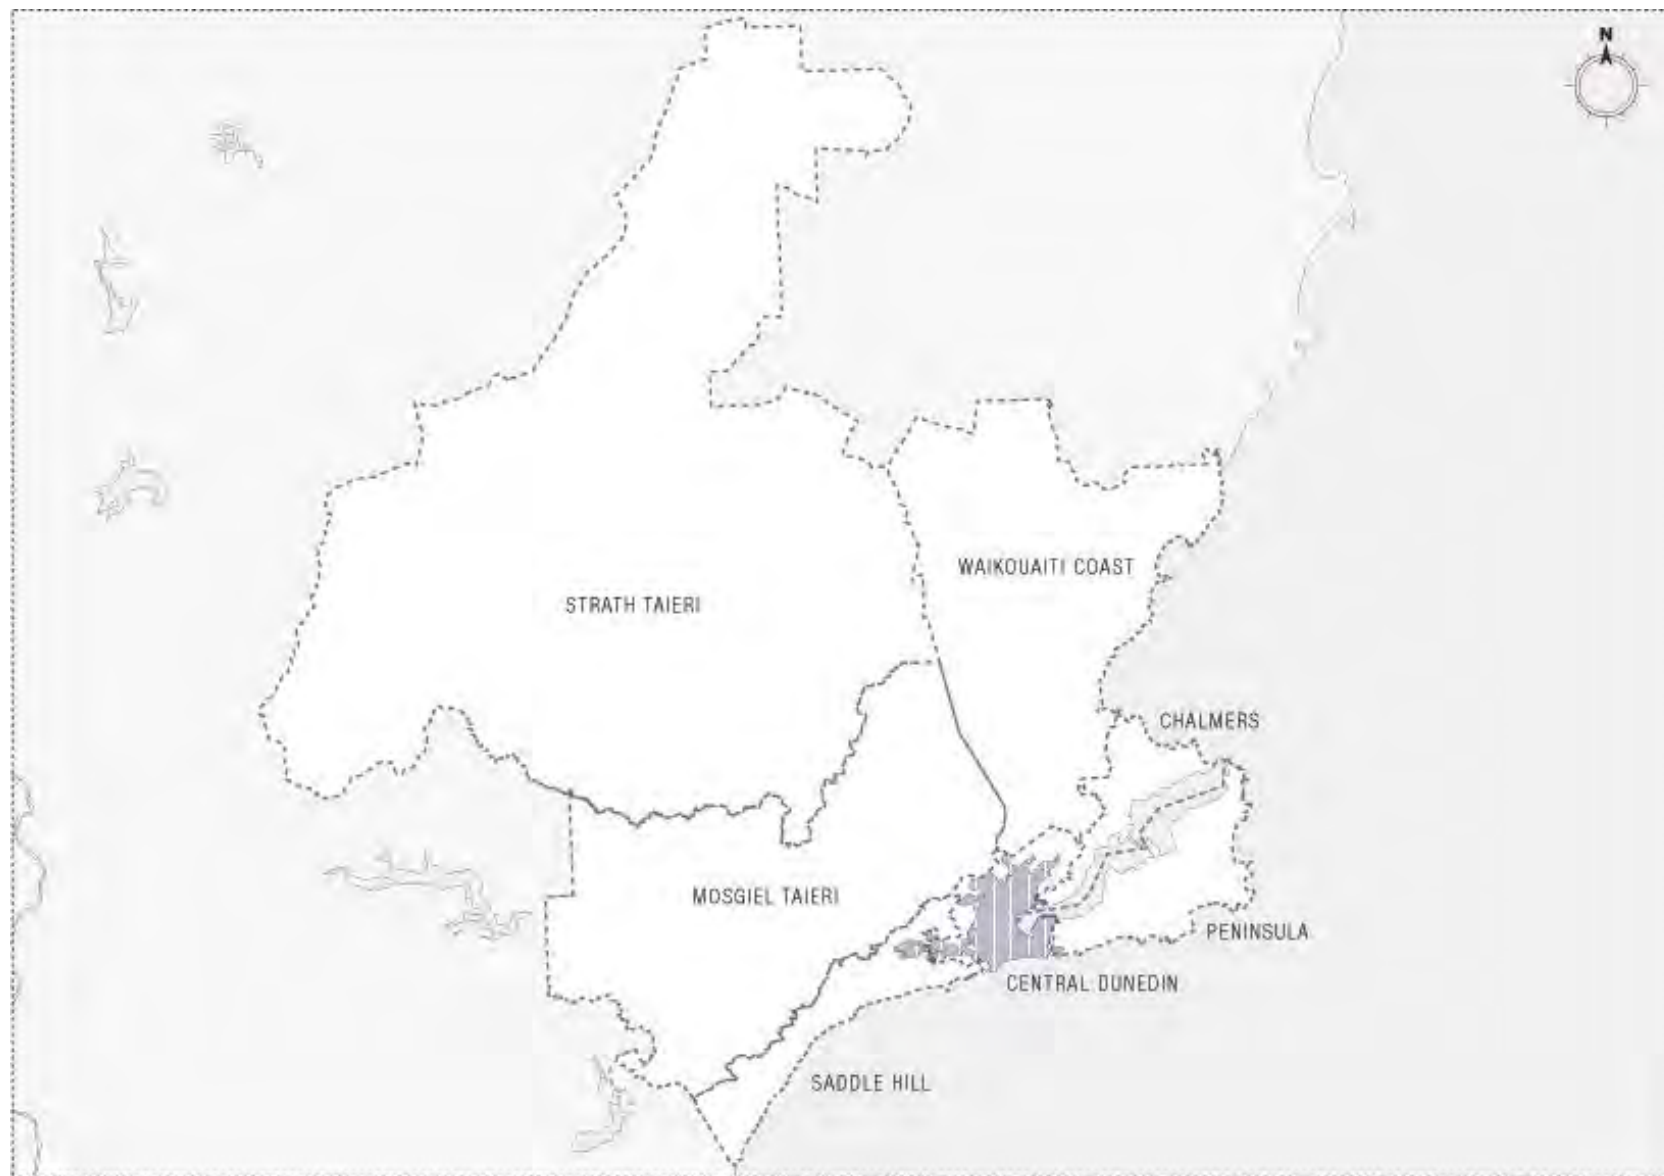 N
WAIKOUAITI COAST
STRATH TAIERI
CHALMERS
MOSGIEL TAIERI
PENINSULA
CENTRAL DUNEDIN
SADDLE HILL